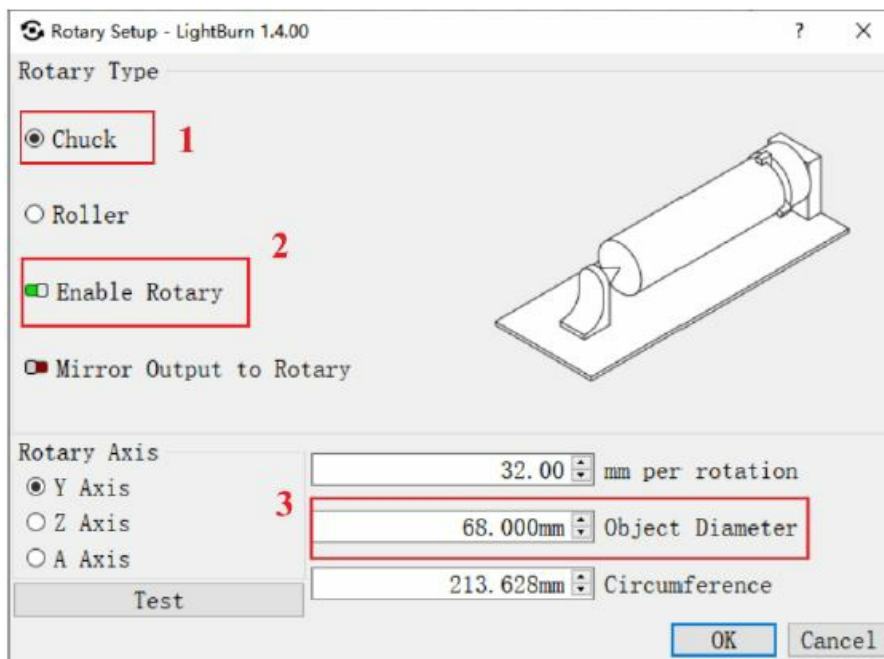 Rotary Setup - LightBurn 1.4.00 ? X
Rotary Type
Chuck 1
Roller
2
Enable Rotary
Mirror Output to Rotary
Rotary Axis
Y Axis
Z Axis
A Axis
Test
32.00 mm per rotation
3
68.000mm Object Diameter
213.628mm Circumference
OK Cancel